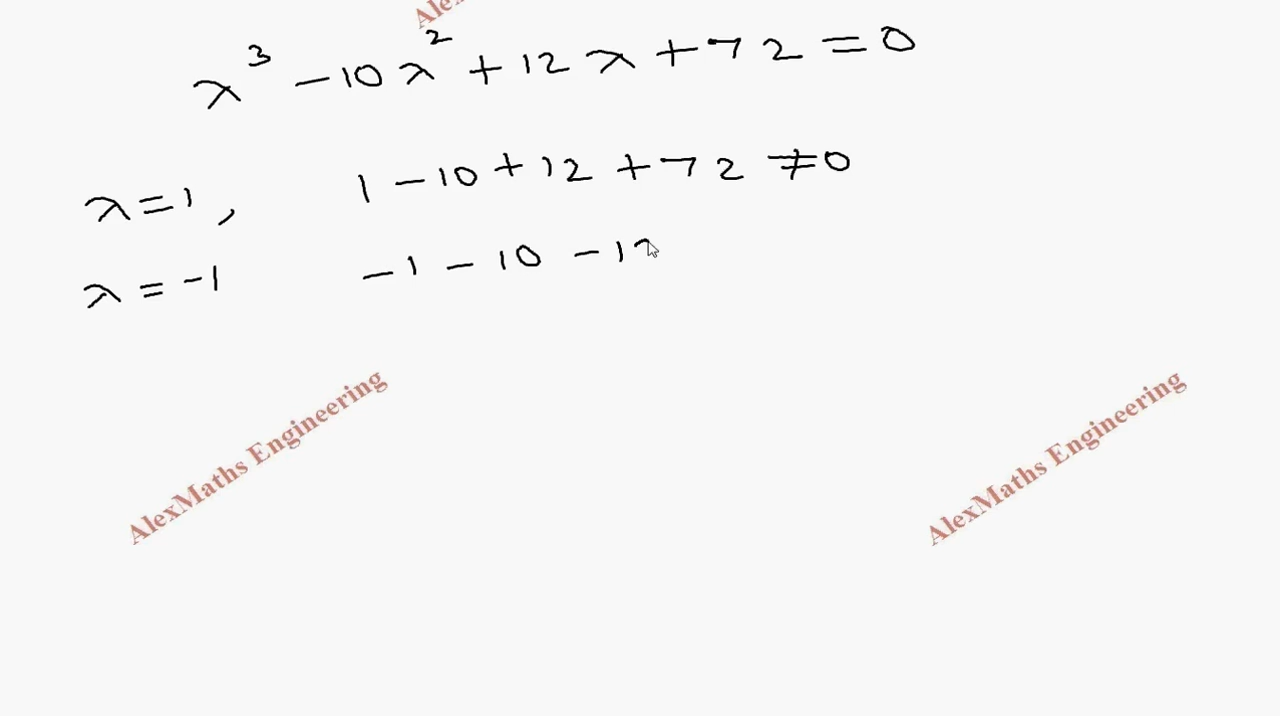 λ³ - 10λ² + 12λ + 72 = 0
λ = 1, 1 - 10 + 12 + 72 ≠ 0
λ = -1 -1 - 10 - 12
AlexMaths Engineering
AlexMaths Engineering